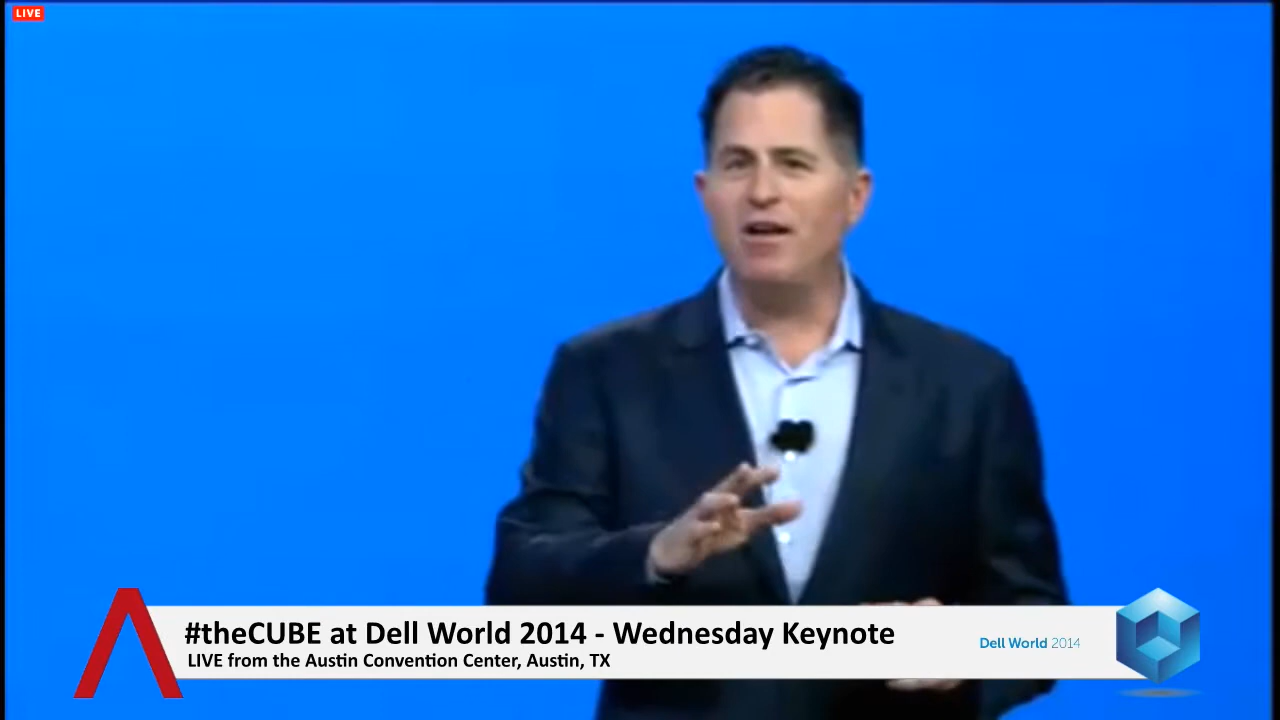 LIVE
#theCUBE at Dell World 2014 - Wednesday Keynote
LIVE from the Austin Convention Center, Austin, TX
Dell World 2014